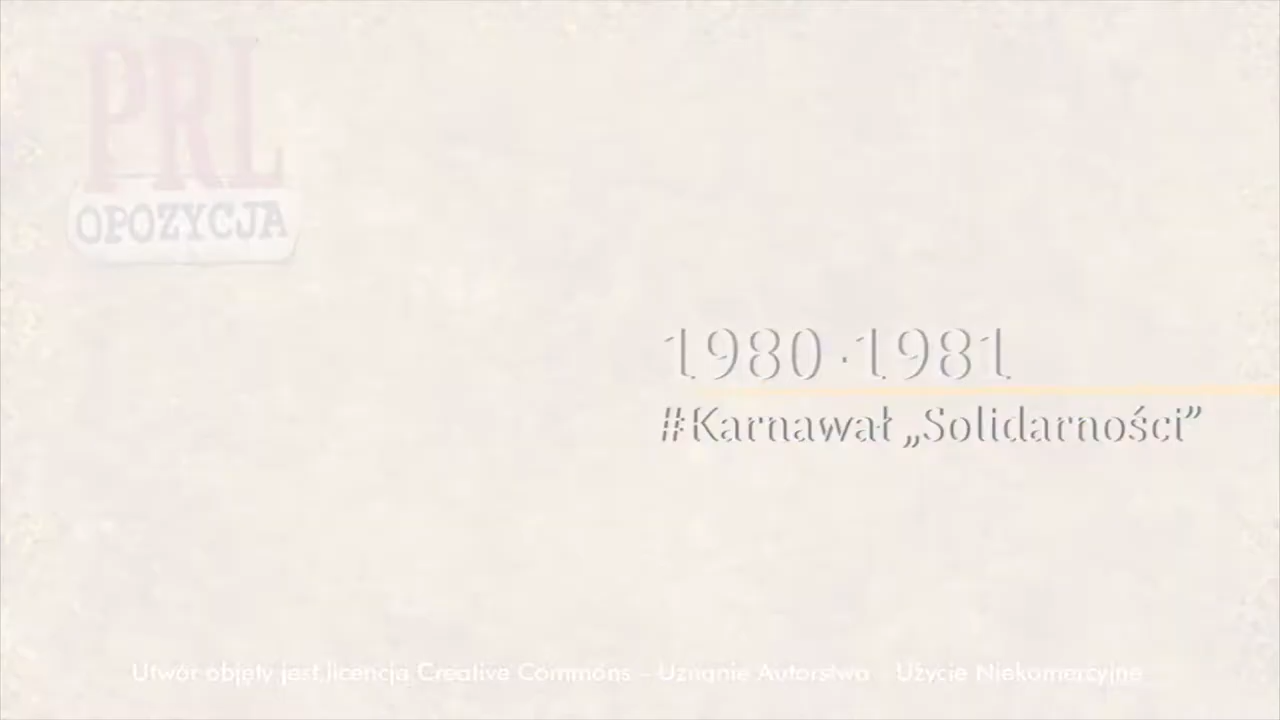 PRL
OPOZYCJA
1980-1981
#Karnawał „Solidarności”
Utwór objęty jest licencją Creative Commons – Uznanie Autorstwa – Użycie Niekomercyjne